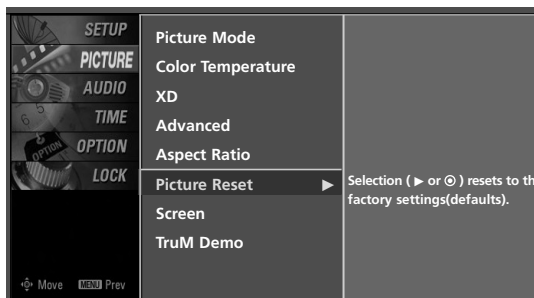 SETUP
PICTURE
AUDIO
TIME
OPTION
LOCK
Move MENU Prev
Picture Mode
Color Temperature
XD
Advanced
Aspect Ratio
Picture Reset ▶
Screen
TruM Demo
Selection ( ▶ or ⊙ ) resets to th
factory settings(defaults).